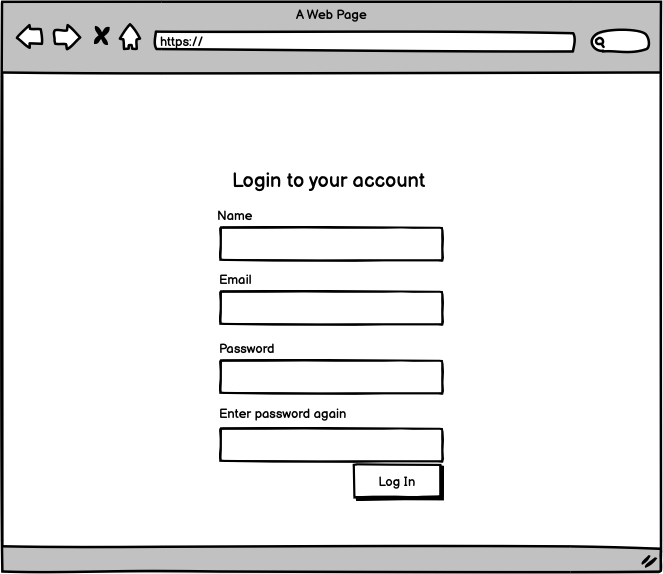 A Web Page
https://
Login to your account
Name
Email
Password
Enter password again
Log In